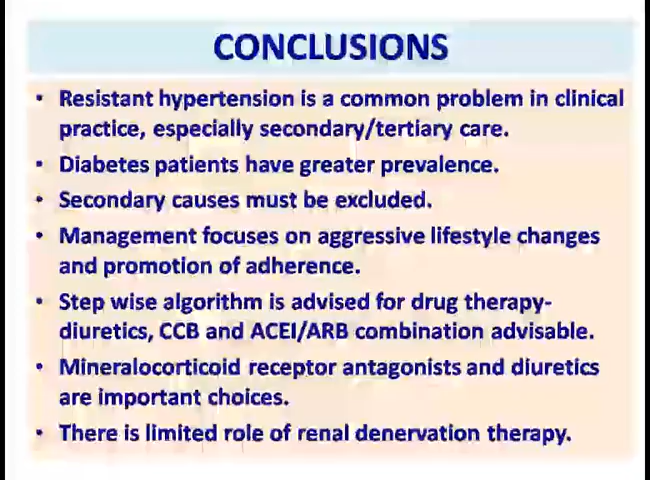 CONCLUSIONS
• Resistant hypertension is a common problem in clinical
practice, especially secondary/tertiary care.
• Diabetes patients have greater prevalence.
• Secondary causes must be excluded.
• Management focuses on aggressive lifestyle changes
and promotion of adherence.
• Step wise algorithm is advised for drug therapy-
diuretics, CCB and ACEI/ARB combination advisable.
• Mineralocorticoid receptor antagonists and diuretics
are important choices.
• There is limited role of renal denervation therapy.